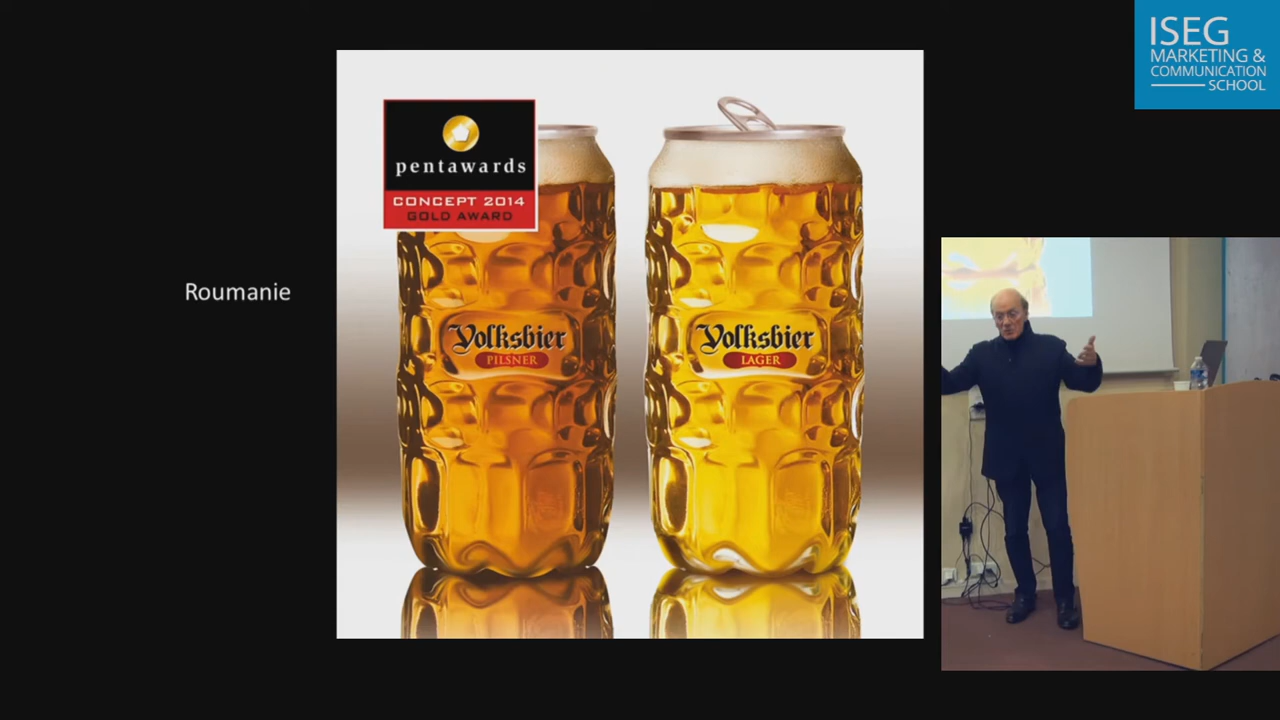 ISEG
MARKETING &
COMMUNICATION
SCHOOL
pentawards
CONCEPT 2014
GOLD AWARD
Roumanie
Volksbier
PILSNER
Volksbier
LAGER